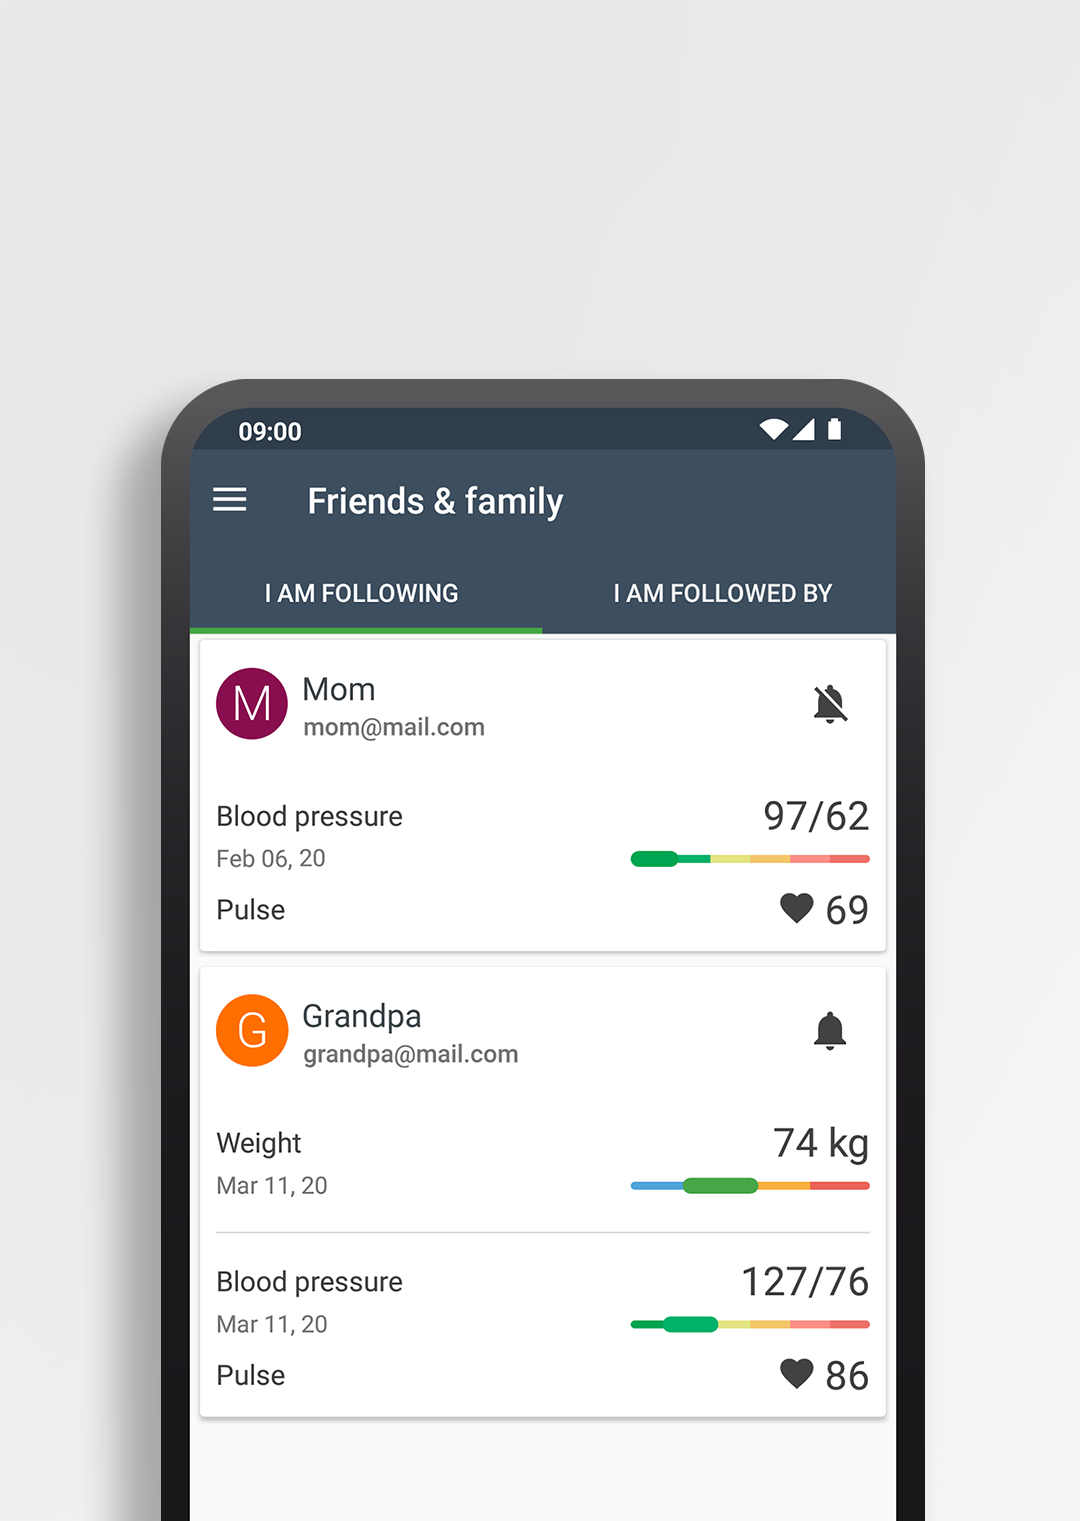 09:00
Friends & family
I AM FOLLOWING
I AM FOLLOWED BY
M
Mom
mom@mail.com
Blood pressure
97/62
Feb 06, 20
Pulse
69
G
Grandpa
grandpa@mail.com
Weight
74 kg
Mar 11, 20
Blood pressure
127/76
Mar 11, 20
Pulse
86